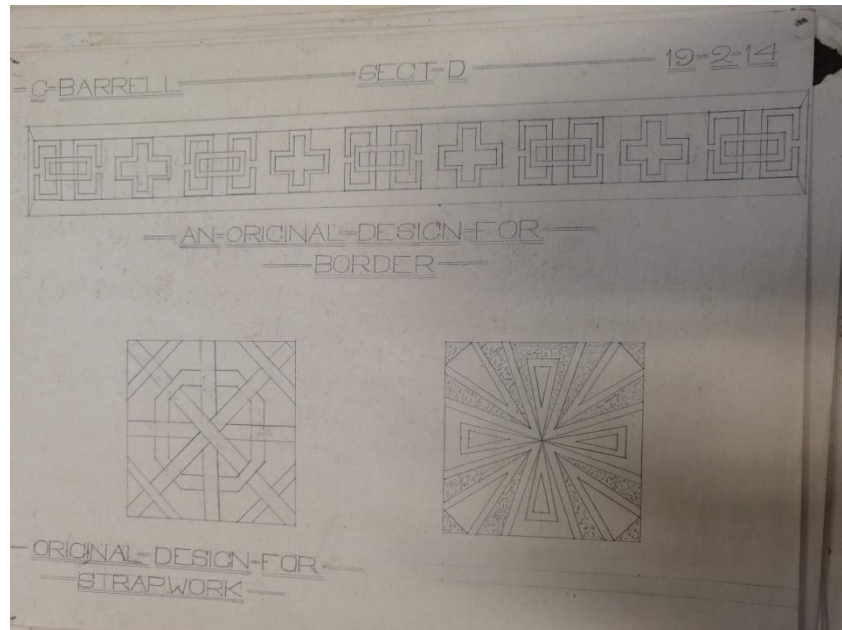 C-BARRELL SECT-D 19-2-14
AN-ORIGINAL-DESIGN-FOR
BORDER
ORIGINAL-DESIGN-FOR
STRAPWORK